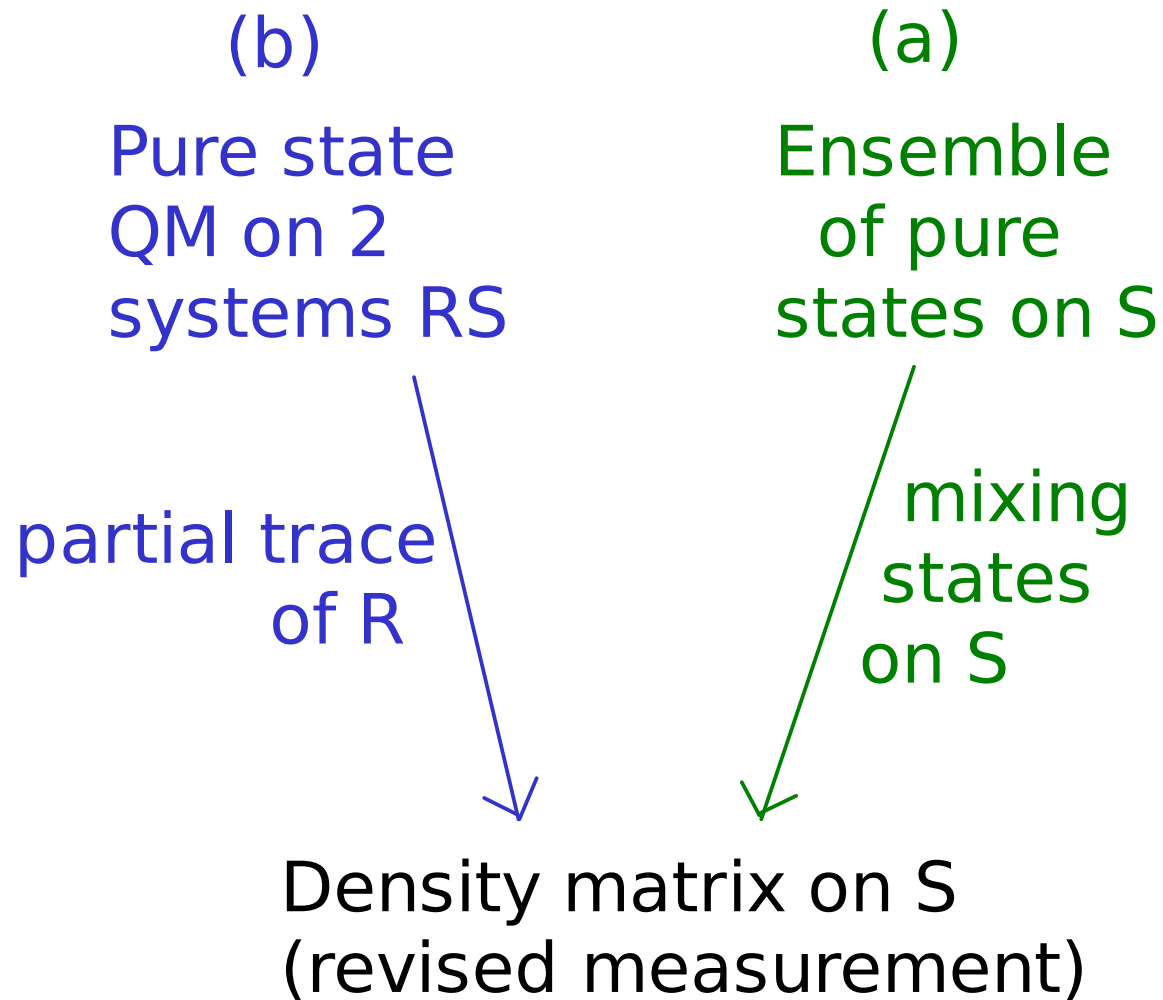 (b)
Pure state
QM on 2
systems RS
partial trace
of R
(a)
Ensemble
of pure
states on S
mixing
states
on S
Density matrix on S
(revised measurement)